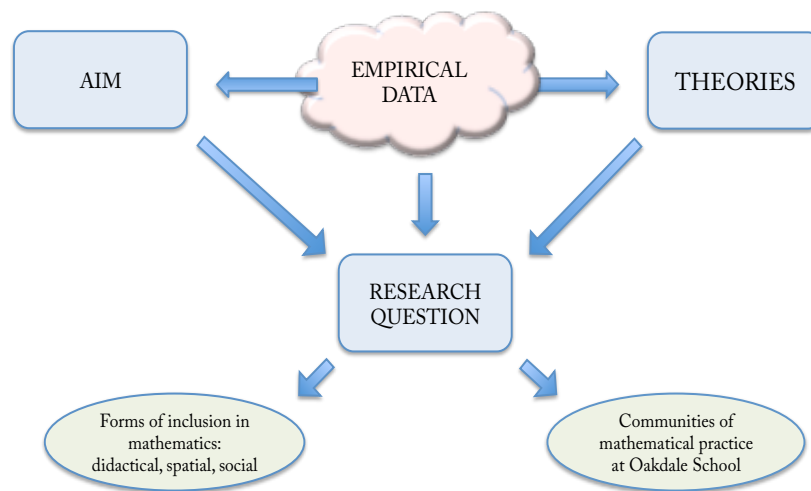 AIM
EMPIRICAL
DATA
THEORIES
RESEARCH
QUESTION
Forms of inclusion in
mathematics:
didactical, spatial, social
Communities of
mathematical practice
at Oakdale School